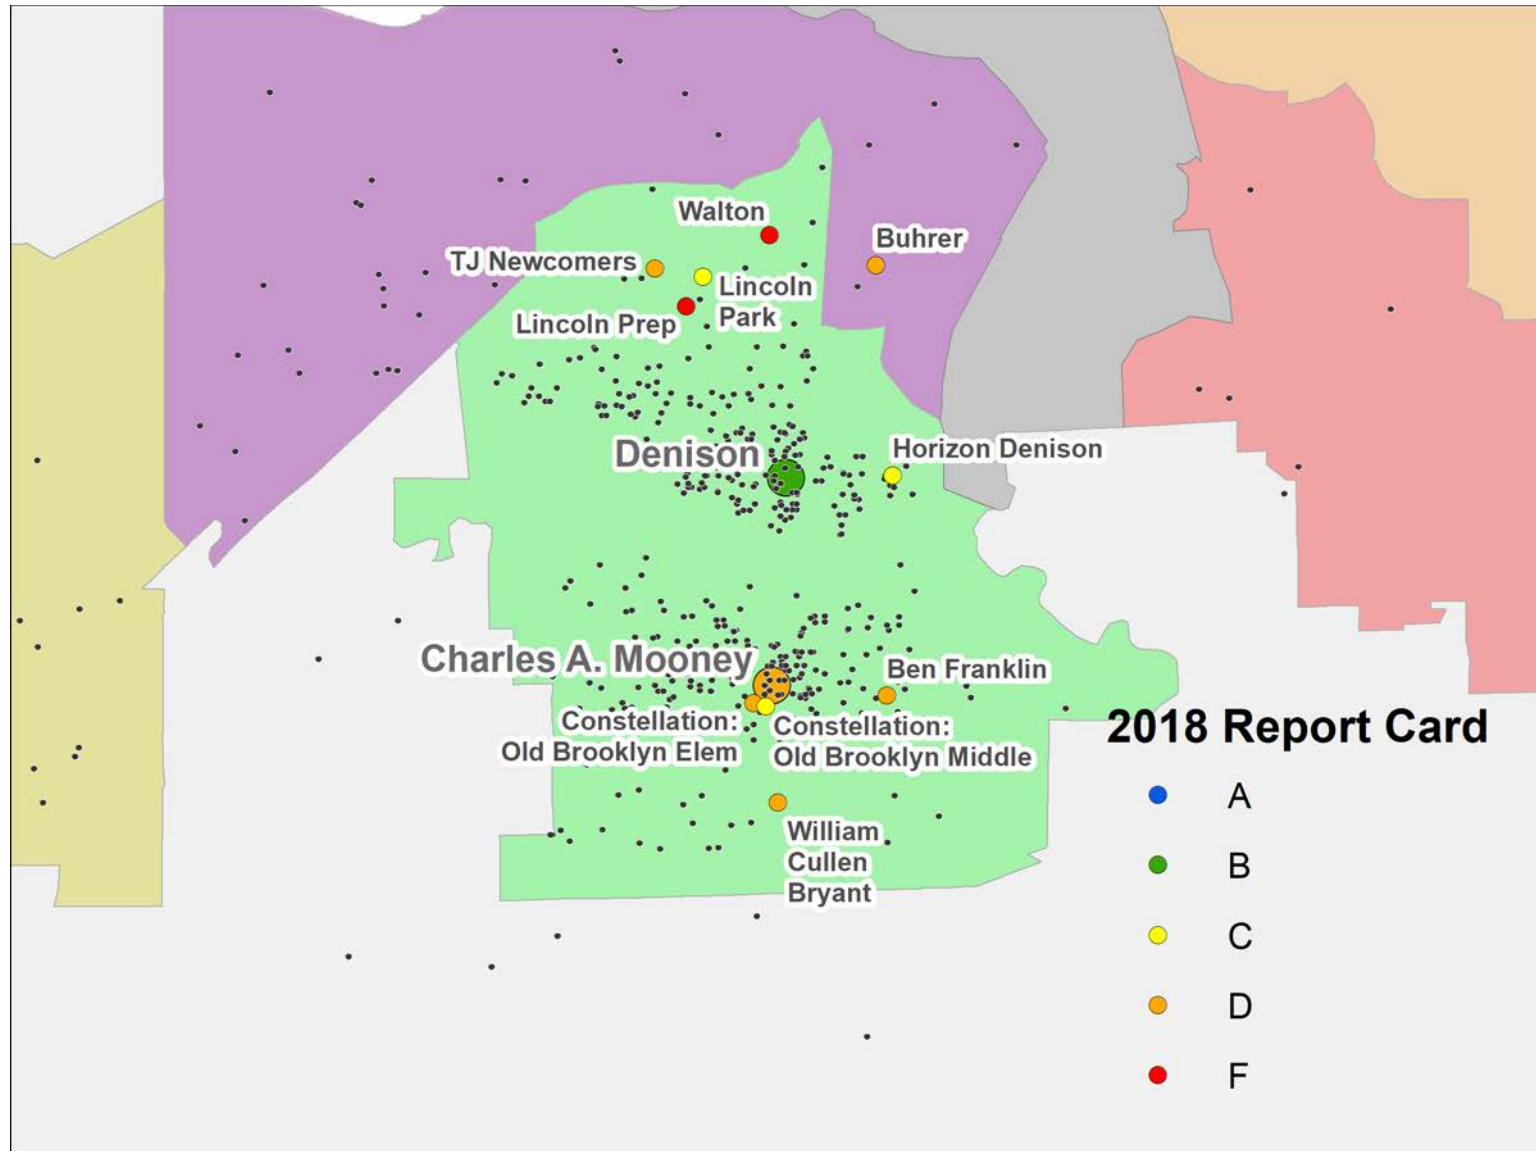 Walton
Buhrer
TJ Newcomers
Lincoln
Park
Lincoln Prep
Denison
Horizon Denison
Charles A. Mooney
Ben Franklin
Constellation:
Old Brooklyn Elem
Constellation:
Old Brooklyn Middle
William
Cullen
Bryant
2018 Report Card
A
B
C
D
F